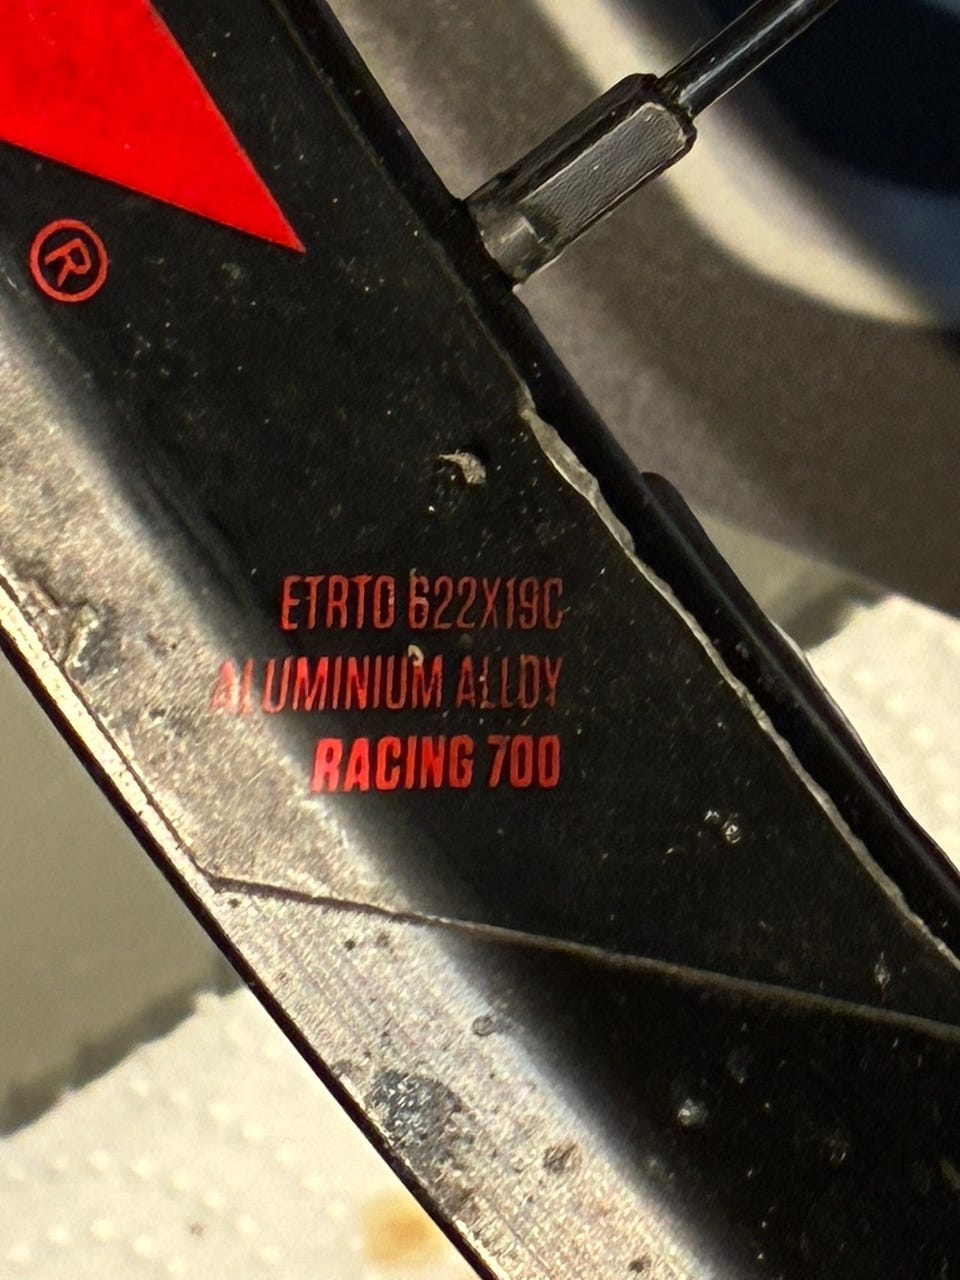 ®
ETRTO 622X19C
ALUMINIUM ALLOY
RACING 700